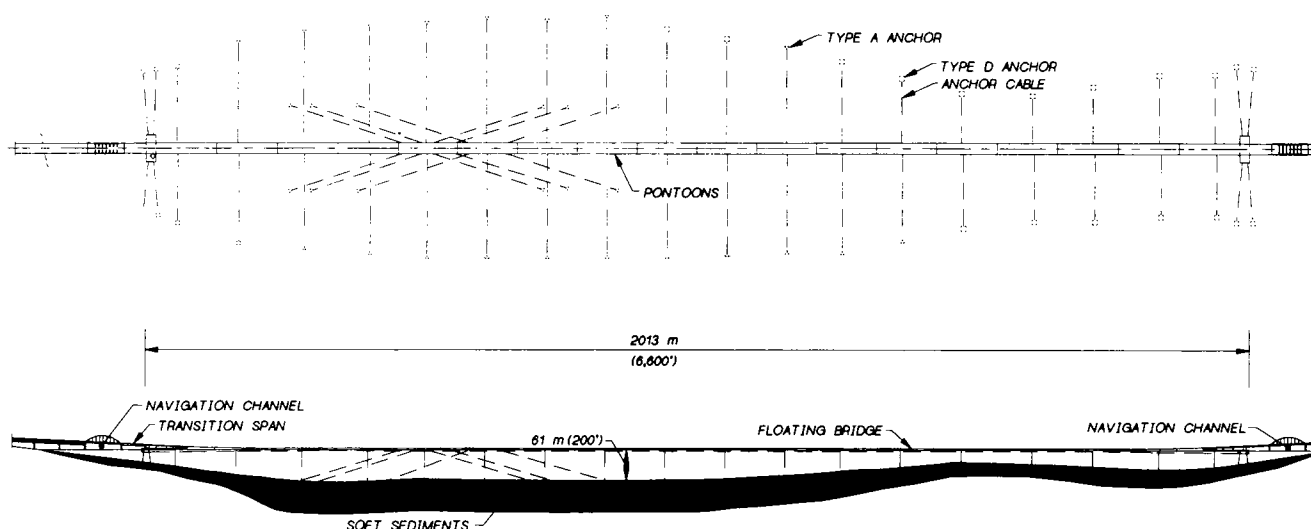 TYPE A ANCHOR
TYPE D ANCHOR
ANCHOR CABLE
PONTOONS
2013 m
(6,600')
NAVIGATION CHANNEL
TRANSITION SPAN
61 m (200')
FLOATING BRIDGE
NAVIGATION CHANNEL
SOFT SEDIMENTS